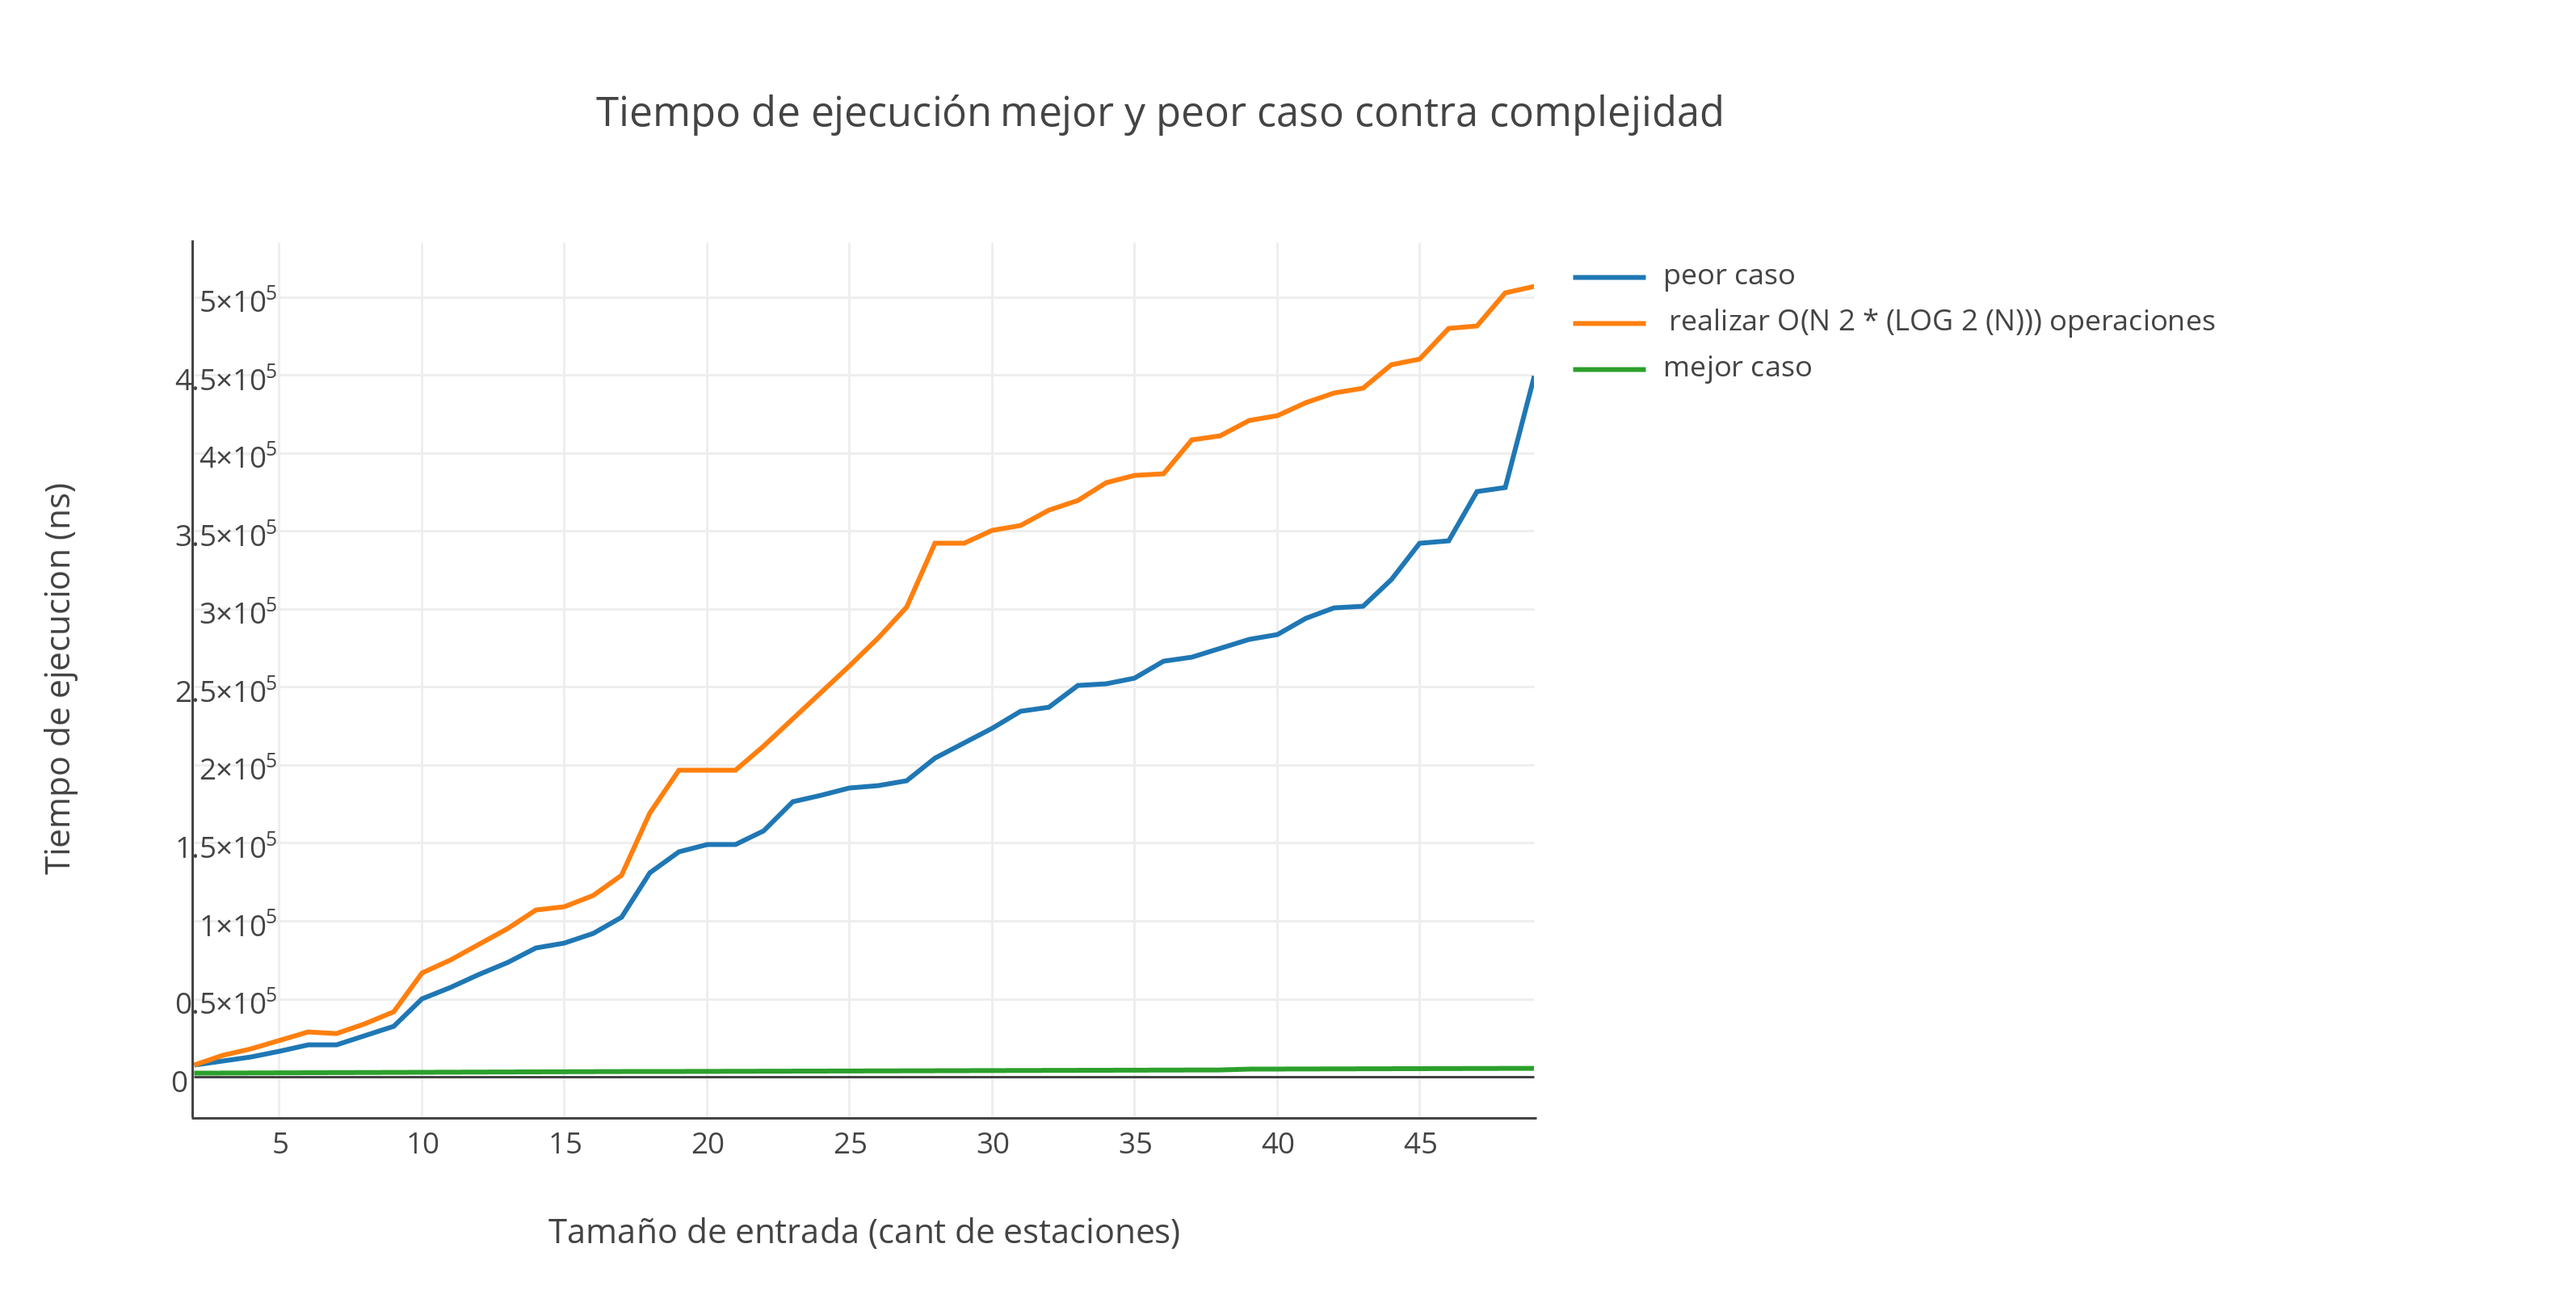 Tiempo de ejecución mejor y peor caso contra complejidad
peor caso
realizar O(N 2 * (LOG 2 (N))) operaciones
mejor caso
Tiempo de ejecucion (ns)
5×10⁵
4.5×10⁵
4×10⁵
3.5×10⁵
3×10⁵
2.5×10⁵
2×10⁵
1.5×10⁵
1×10⁵
0.5×10⁵
0
5 10 15 20 25 30 35 40 45
Tamaño de entrada (cant de estaciones)